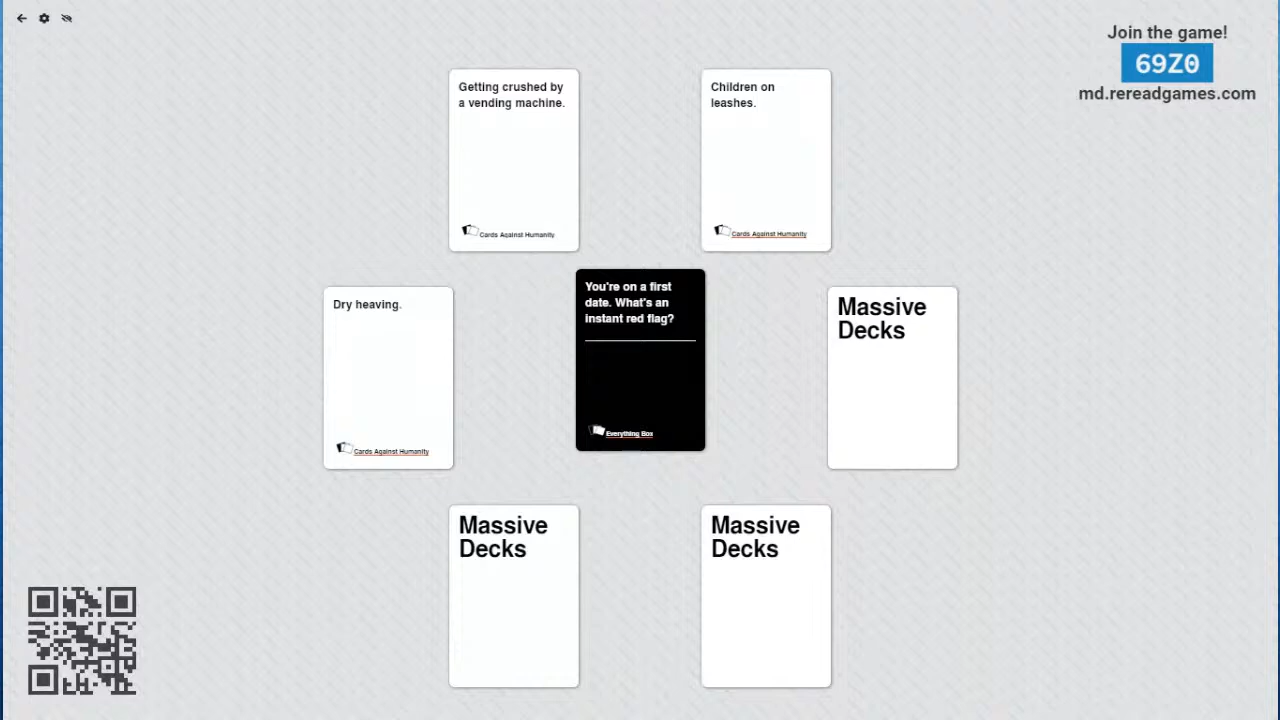 Join the game!
69Z0
md.rereadgames.com
Getting crushed by
a vending machine.
Cards Against Humanity
Children on
leashes.
Cards Against Humanity
Dry heaving.
Cards Against Humanity
You're on a first
date. What's an
instant red flag?
Everything Box
Massive
Decks
Massive
Decks
Massive
Decks